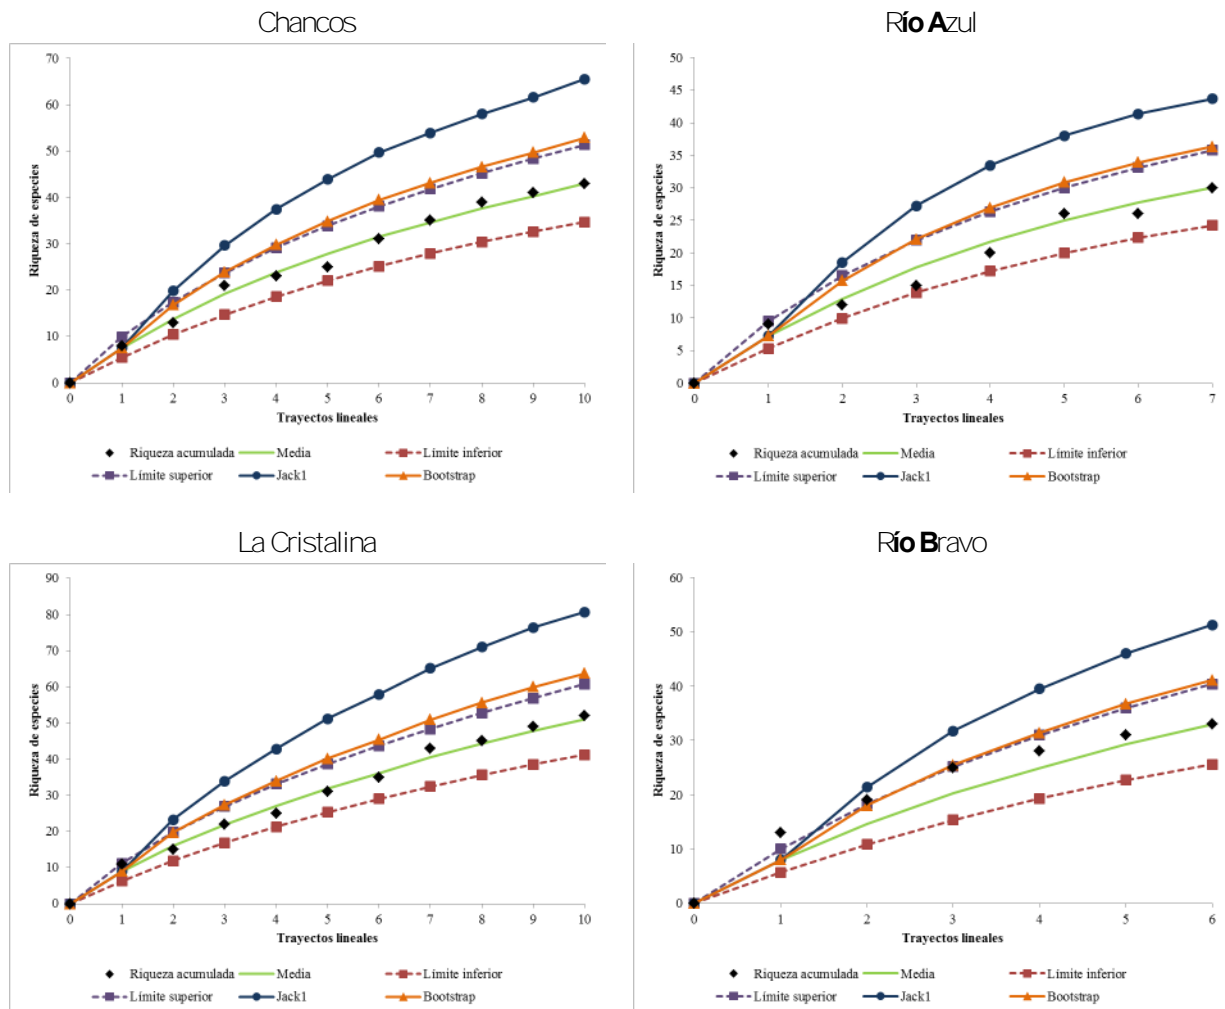 Chancos
70
60
50
40
30
20
10
0
Riqueza de especies
0 1 2 3 4 5 6 7 8 9 10
Trayectos lineales
Riqueza acumulada Media Límite inferior
Límite superior Jack1 Bootstrap
Río Azul
50
45
40
35
30
25
20
15
10
5
0
Riqueza de especies
0 1 2 3 4 5 6 7
Trayectos lineales
Riqueza acumulada Media Límite inferior
Límite superior Jack1 Bootstrap
La Cristalina
90
80
70
60
50
40
30
20
10
0
Riqueza de especies
0 1 2 3 4 5 6 7 8 9 10
Trayectos lineales
Riqueza acumulada Media Límite inferior
Límite superior Jack1 Bootstrap
Río Bravo
60
50
40
30
20
10
0
Riqueza de especies
0 1 2 3 4 5 6
Trayectos lineales
Riqueza acumulada Media Límite inferior
Límite superior Jack1 Bootstrap